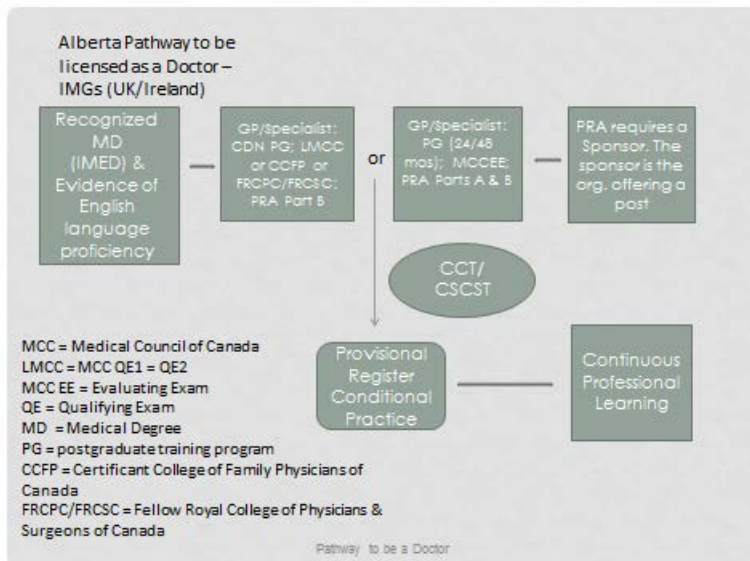 Alberta Pathway to be
licensed as a Doctor –
IMGs (UK/Ireland)
Recognized
MD
(IMED) &
Evidence of
English
language
proficiency
GP/Specialist:
CDN PG; LMCC
or CCFP or
FRCPC/FRCSC;
PRA Part B
or
GP/Specialist:
PG (24/48
mos); MCCEE;
PRA Parts A & B
PRA requires a
Sponsor. The
sponsor is the
org. offering a
post
CCT/
CSCST
Provisional
Register
Conditional
Practice
Continuous
Professional
Learning
MCC = Medical Council of Canada
LMCC = MCC QE1 = QE2
MCC EE = Evaluating Exam
QE = Qualifying Exam
MD = Medical Degree
PG = postgraduate training program
CCFP = Certificant College of Family Physicians of
Canada
FRCPC/FRCSC = Fellow Royal College of Physicians &
Surgeons of Canada
Pathway to be a Doctor